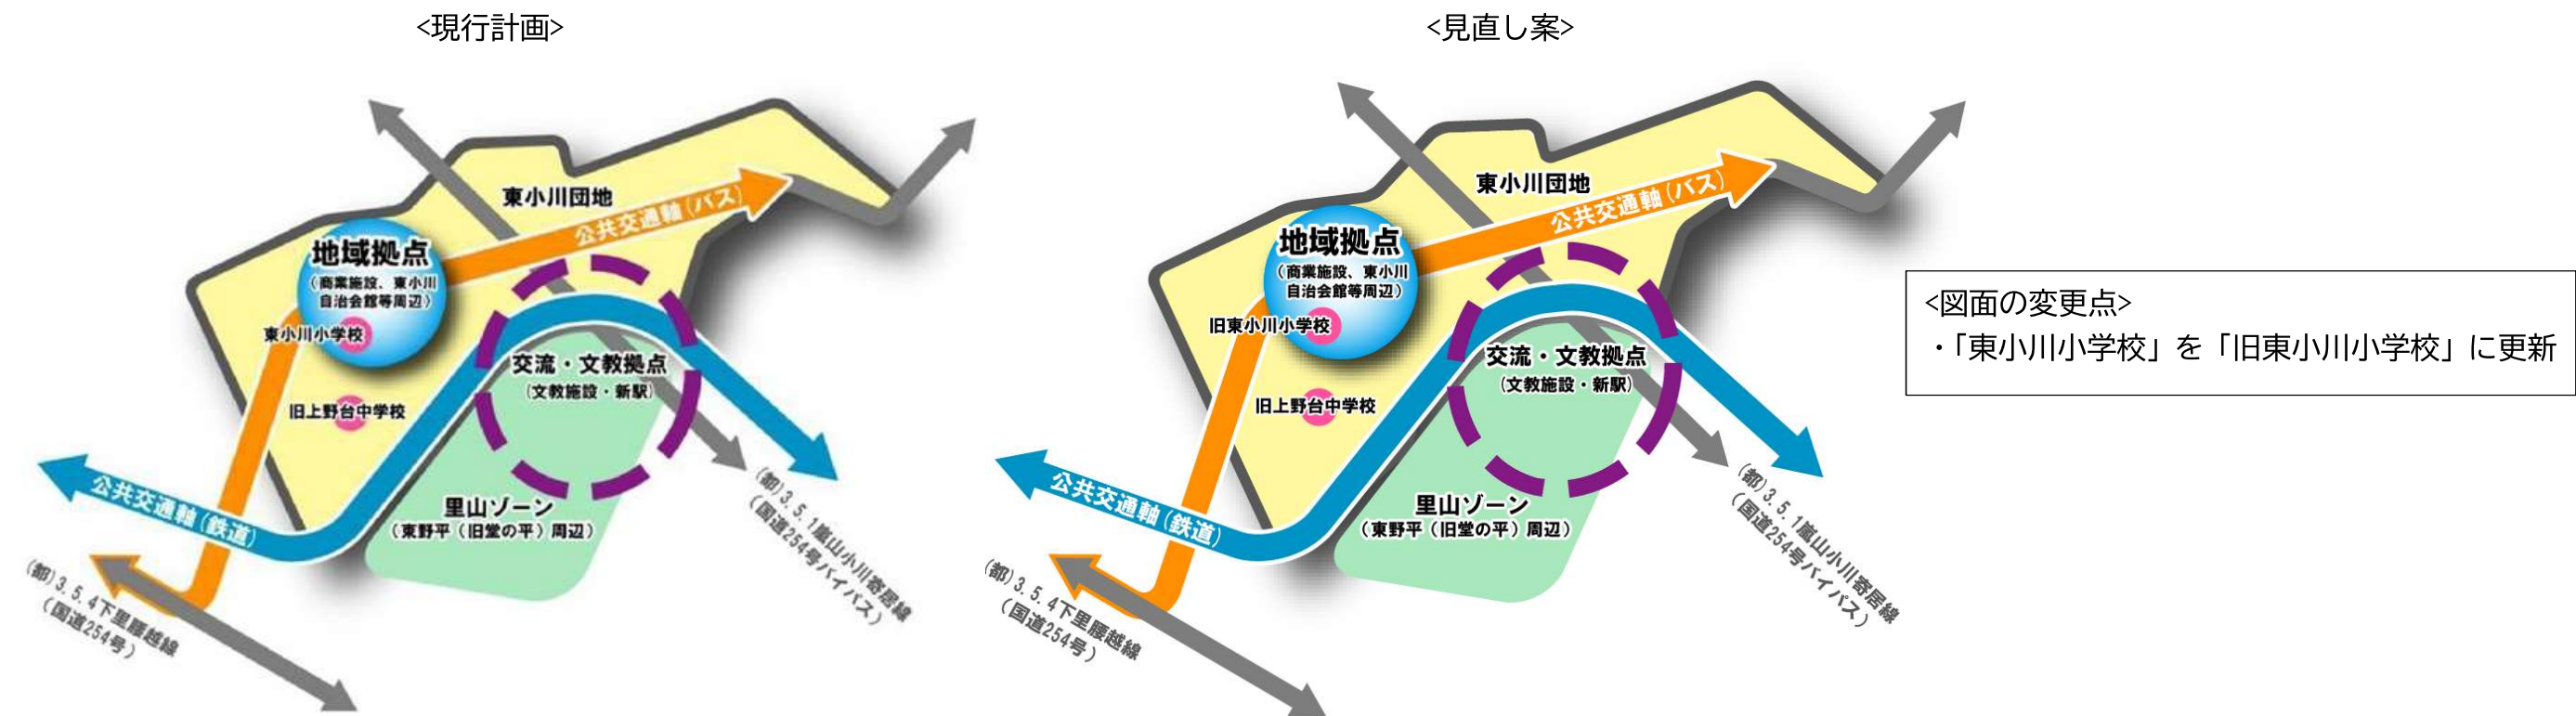 <現行計画>
東小川団地
公共交通軸(バス)
地域拠点
(商業施設、東小川
自治会館等周辺)
東小川小学校
交流・文教拠点
(文教施設・新駅)
旧上野台中学校
公共交通軸(鉄道)
里山ゾーン
(東野平(旧堂の平)周辺)
(都)3.5.1嵐山小川寄居線
(国道254号バイパス)
(都)3.5.4下里腰越線
(国道254号)
<見直し案>
東小川団地
公共交通軸(バス)
地域拠点
(商業施設、東小川
自治会館等周辺)
旧東小川小学校
交流・文教拠点
(文教施設・新駅)
旧上野台中学校
公共交通軸(鉄道)
里山ゾーン
(東野平(旧堂の平)周辺)
(都)3.5.1嵐山小川寄居線
(国道254号バイパス)
(都)3.5.4下里腰越線
(国道254号)
<図面の変更点>
・「東小川小学校」を「旧東小川小学校」に更新